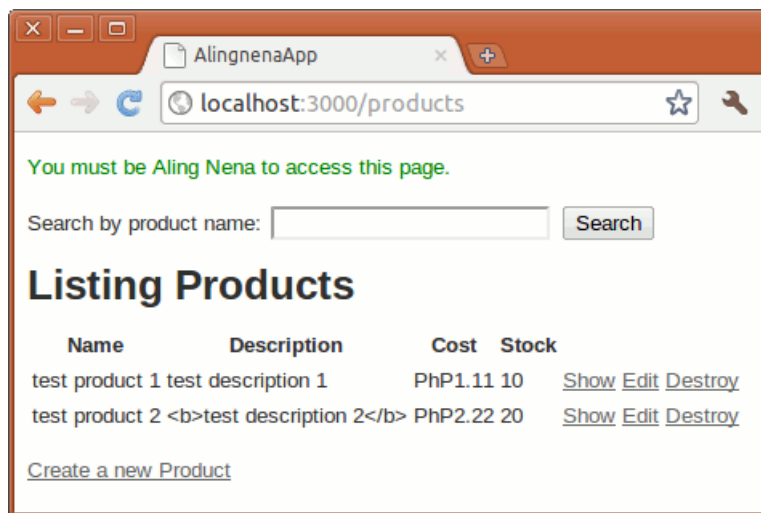 AlingnenaApp
localhost:3000/products
You must be Aling Nena to access this page.
Search by product name: Search
Listing Products
Name Description Cost Stock
test product 1 test description 1 PhP1.11 10 Show Edit Destroy
test product 2 <b>test description 2</b> PhP2.22 20 Show Edit Destroy
Create a new Product